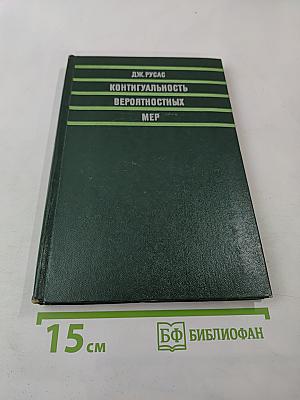 ДЖ. РУСАС
КОНТИГУАЛЬНОСТЬ
ВЕРОЯТНОСТНЫХ
МЕР
15 см
БФ БИБЛИОФАН